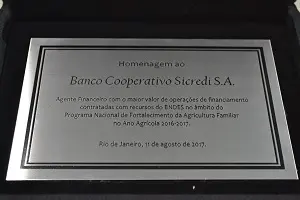 Homenagem ao
Banco Cooperativo Sicredi S.A.
Agente Financeiro com o maior valor de operações de financiamento
contratadas com recursos do BNDES no âmbito do
Programa Nacional de Fortalecimento da Agricultura Familiar
no Ano Agrícola 2016-2017.
Rio de Janeiro, 11 de agosto de 2017.